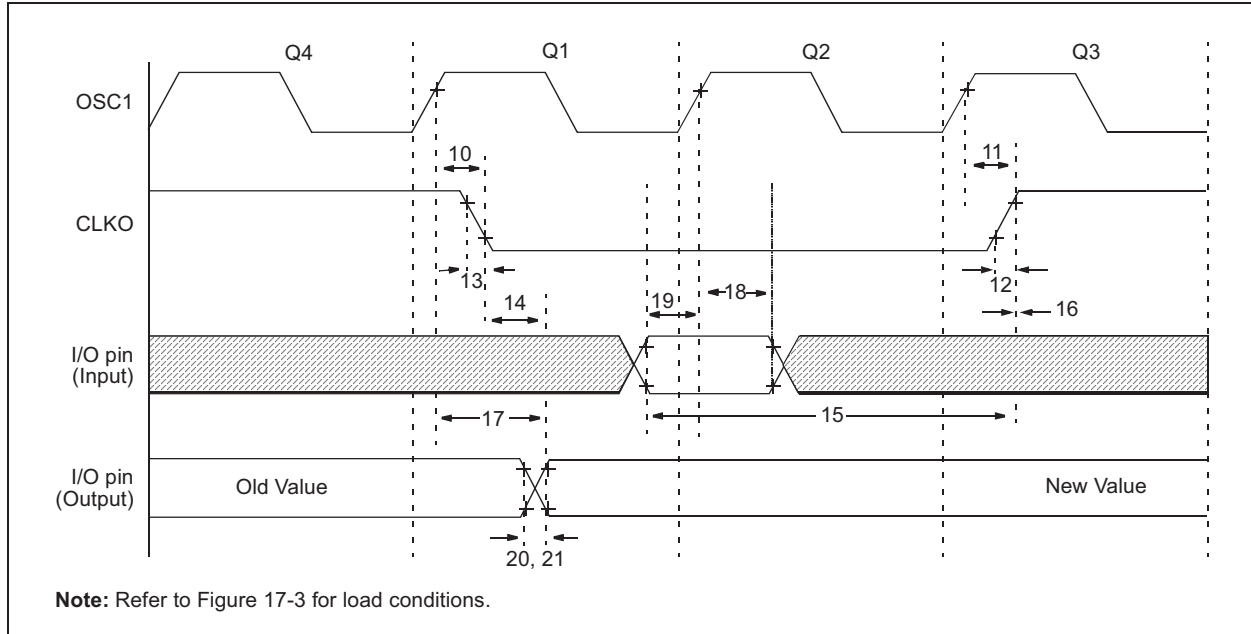 Q4 Q1 Q2 Q3
OSC1
10 11
CLKO
13 12
14 19 18 16
I/O pin
(Input)
17 15
I/O pin
(Output)
Old Value New Value
20, 21
Note: Refer to Figure 17-3 for load conditions.